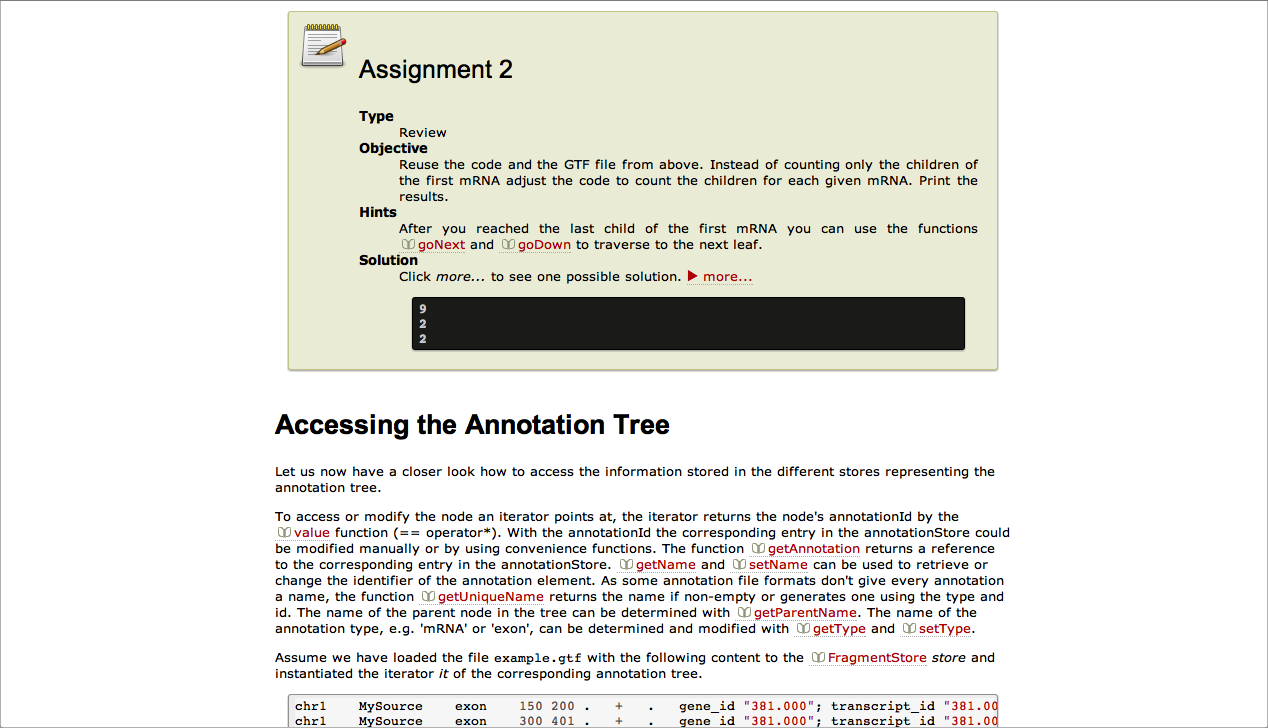 Assignment 2
Type
Review
Objective
Reuse the code and the GTF file from above. Instead of counting only the children of
the first mRNA adjust the code to count the children for each given mRNA. Print the
results.
Hints
After you reached the last child of the first mRNA you can use the functions
goNext and goDown to traverse to the next leaf.
Solution
Click more... to see one possible solution. more...
9
2
2
Accessing the Annotation Tree
Let us now have a closer look how to access the information stored in the different stores representing the
annotation tree.
To access or modify the node an iterator points at, the iterator returns the node's annotationId by the
value function (== operator*). With the annotationId the corresponding entry in the annotationStore could
be modified manually or by using convenience functions. The function getAnnotation returns a reference
to the corresponding entry in the annotationStore. getName and setName can be used to retrieve or
change the identifier of the annotation element. As some annotation file formats don't give every annotation
a name, the function getUniqueName returns the name if non-empty or generates one using the type and
id. The name of the parent node in the tree can be determined with getParentName. The name of the
annotation type, e.g. 'mRNA' or 'exon', can be determined and modified with getType and setType.
Assume we have loaded the file example.gtf with the following content to the FragmentStore store and
instantiated the iterator it of the corresponding annotation tree.
chr1 MySource exon 150 200 . + . gene_id "381.000"; transcript_id "381.00
chr1 MySource exon 300 401 . + . gene_id "381.000"; transcript_id "381.00